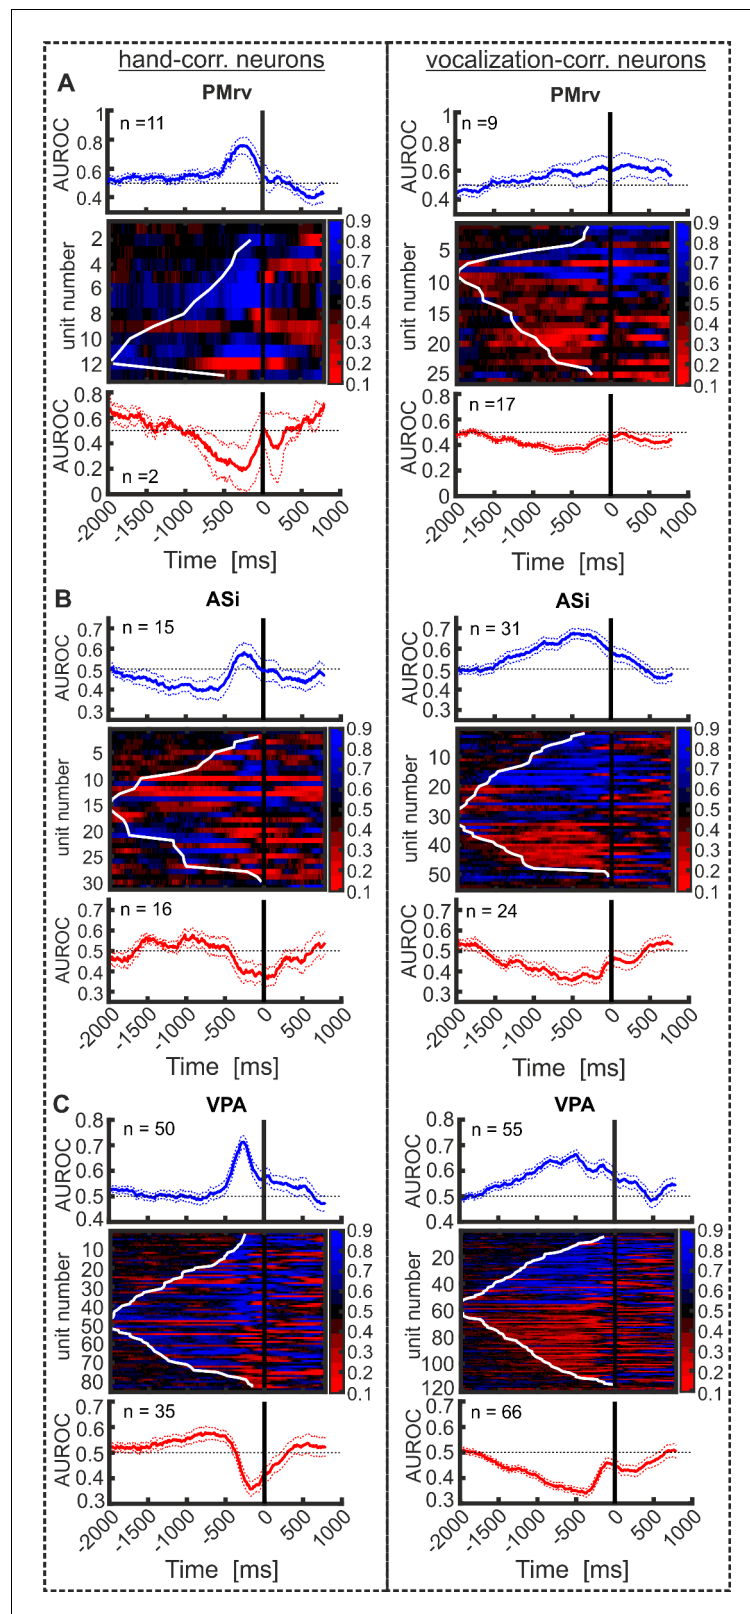 hand-corr. neurons
vocalization-corr. neurons
A
PMrv
PMrv
n =11
AUROC
1
0.8
0.6
0.4
n =9
AUROC
1
0.8
0.6
0.4
unit number
2
4
6
8
10
12
0.9
0.8
0.7
0.6
0.5
0.4
0.3
0.2
0.1
unit number
5
10
15
20
25
0.9
0.8
0.7
0.6
0.5
0.4
0.3
0.2
0.1
AUROC
0.8
0.6
0.4
0.2
0
n =2
-2000 -1500 -1000 -500 0 500 1000
Time [ms]
AUROC
0.8
0.6
0.4
0.2
0
n =17
-2000 -1500 -1000 -500 0 500 1000
Time [ms]
B
ASi
ASi
n = 15
AUROC
0.7
0.6
0.5
0.4
0.3
n = 31
AUROC
0.7
0.6
0.5
0.4
0.3
unit number
5
10
15
20
25
30
0.9
0.8
0.7
0.6
0.5
0.4
0.3
0.2
0.1
unit number
10
20
30
40
50
0.9
0.8
0.7
0.6
0.5
0.4
0.3
0.2
0.1
n = 16
AUROC
0.7
0.6
0.5
0.4
0.3
-2000 -1500 -1000 -500 0 500 1000
Time [ms]
n = 24
AUROC
0.7
0.6
0.5
0.4
0.3
-2000 -1500 -1000 -500 0 500 1000
Time [ms]
C
VPA
VPA
n = 50
AUROC
0.8
0.7
0.6
0.5
0.4
n = 55
AUROC
0.8
0.7
0.6
0.5
0.4
unit number
10
20
30
40
50
60
70
80
0.9
0.8
0.7
0.6
0.5
0.4
0.3
0.2
0.1
unit number
20
40
60
80
100
120
0.9
0.8
0.7
0.6
0.5
0.4
0.3
0.2
0.1
n = 35
AUROC
0.7
0.6
0.5
0.4
0.3
-2000 -1500 -1000 -500 0 500 1000
Time [ms]
n = 66
AUROC
0.7
0.6
0.5
0.4
0.3
-2000 -1500 -1000 -500 0 500 1000
Time [ms]